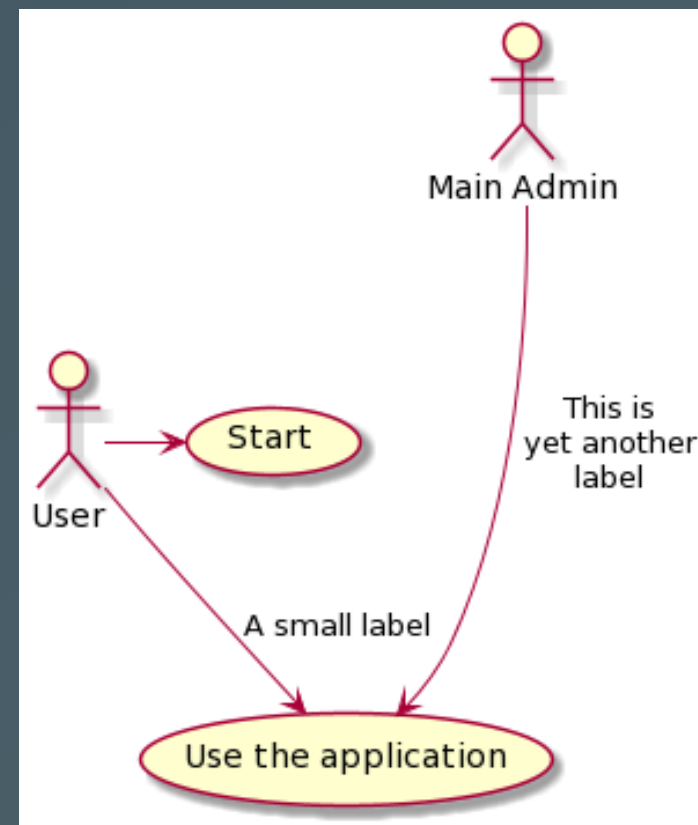 Main Admin
This is
yet another
label
Start
User
A small label
Use the application